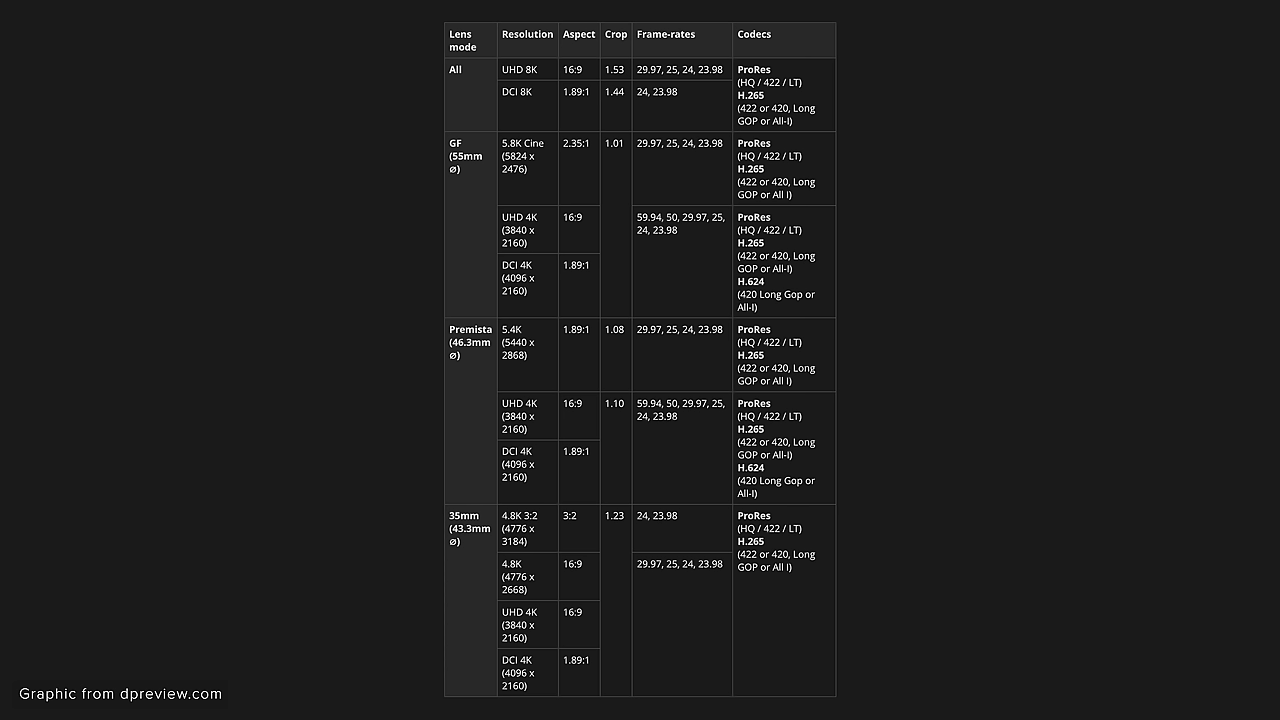 Lens mode | Resolution | Aspect | Crop | Frame-rates | Codecs
All | UHD 8K | 16:9 | 1.53 | 29.97, 25, 24, 23.98 | ProRes
(HQ / 422 / LT)
H.265
(422 or 420, Long
GOP or All-I)
DCI 8K | 1.89:1 | 1.44 | 24, 23.98
GF
(55mm
⌀)
5.8K Cine
(5824 x
2476)
2.35:1 | 1.01 | 29.97, 25, 24, 23.98
ProRes
(HQ / 422 / LT)
H.265
(422 or 420, Long
GOP or All I)
UHD 4K
(3840 x
2160)
16:9
59.94, 50, 29.97, 25,
24, 23.98
ProRes
(HQ / 422 / LT)
H.265
(422 or 420, Long
GOP or All-I)
H.624
(420 Long Gop or
All-I)
DCI 4K
(4096 x
2160)
1.89:1
Premista
(46.3mm
⌀)
5.4K
(5440 x
2868)
1.89:1 | 1.08 | 29.97, 25, 24, 23.98
ProRes
(HQ / 422 / LT)
H.265
(422 or 420, Long
GOP or All I)
UHD 4K
(3840 x
2160)
16:9 | 1.10
59.94, 50, 29.97, 25,
24, 23.98
ProRes
(HQ / 422 / LT)
H.265
(422 or 420, Long
GOP or All-I)
H.624
(420 Long Gop or
All-I)
DCI 4K
(4096 x
2160)
1.89:1
35mm
(43.3mm
⌀)
4.8K 3:2
(4776 x
3184)
3:2 | 1.23 | 24, 23.98
ProRes
(HQ / 422 / LT)
H.265
(422 or 420, Long
GOP or All I)
4.8K
(4776 x
2668)
16:9
29.97, 25, 24, 23.98
UHD 4K
(3840 x
2160)
16:9
DCI 4K
(4096 x
2160)
1.89:1
Graphic from dpreview.com